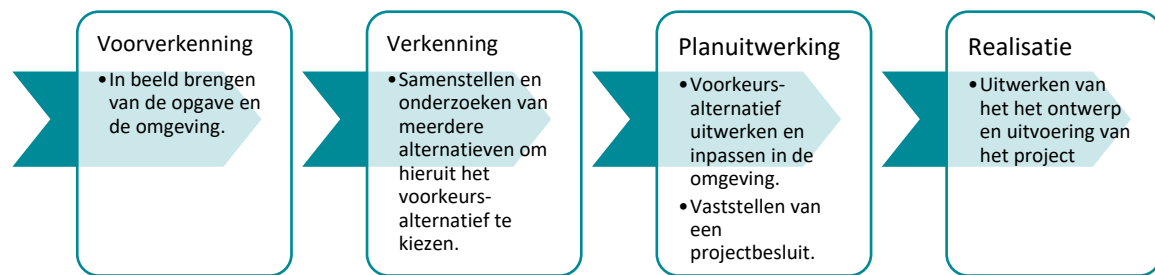 Voorverkenning
•In beeld brengen
van de opgave en
de omgeving.
Verkenning
•Samenstellen en
onderzoeken van
meerdere
alternatieven om
hieruit het
voorkeurs-
alternatief te
kiezen.
Planuitwerking
•Voorkeurs-
alternatief
uitwerken en
inpassen in de
omgeving.
•Vaststellen van
een
projectbesluit.
Realisatie
•Uitwerken van
het het ontwerp
en uitvoering van
het project